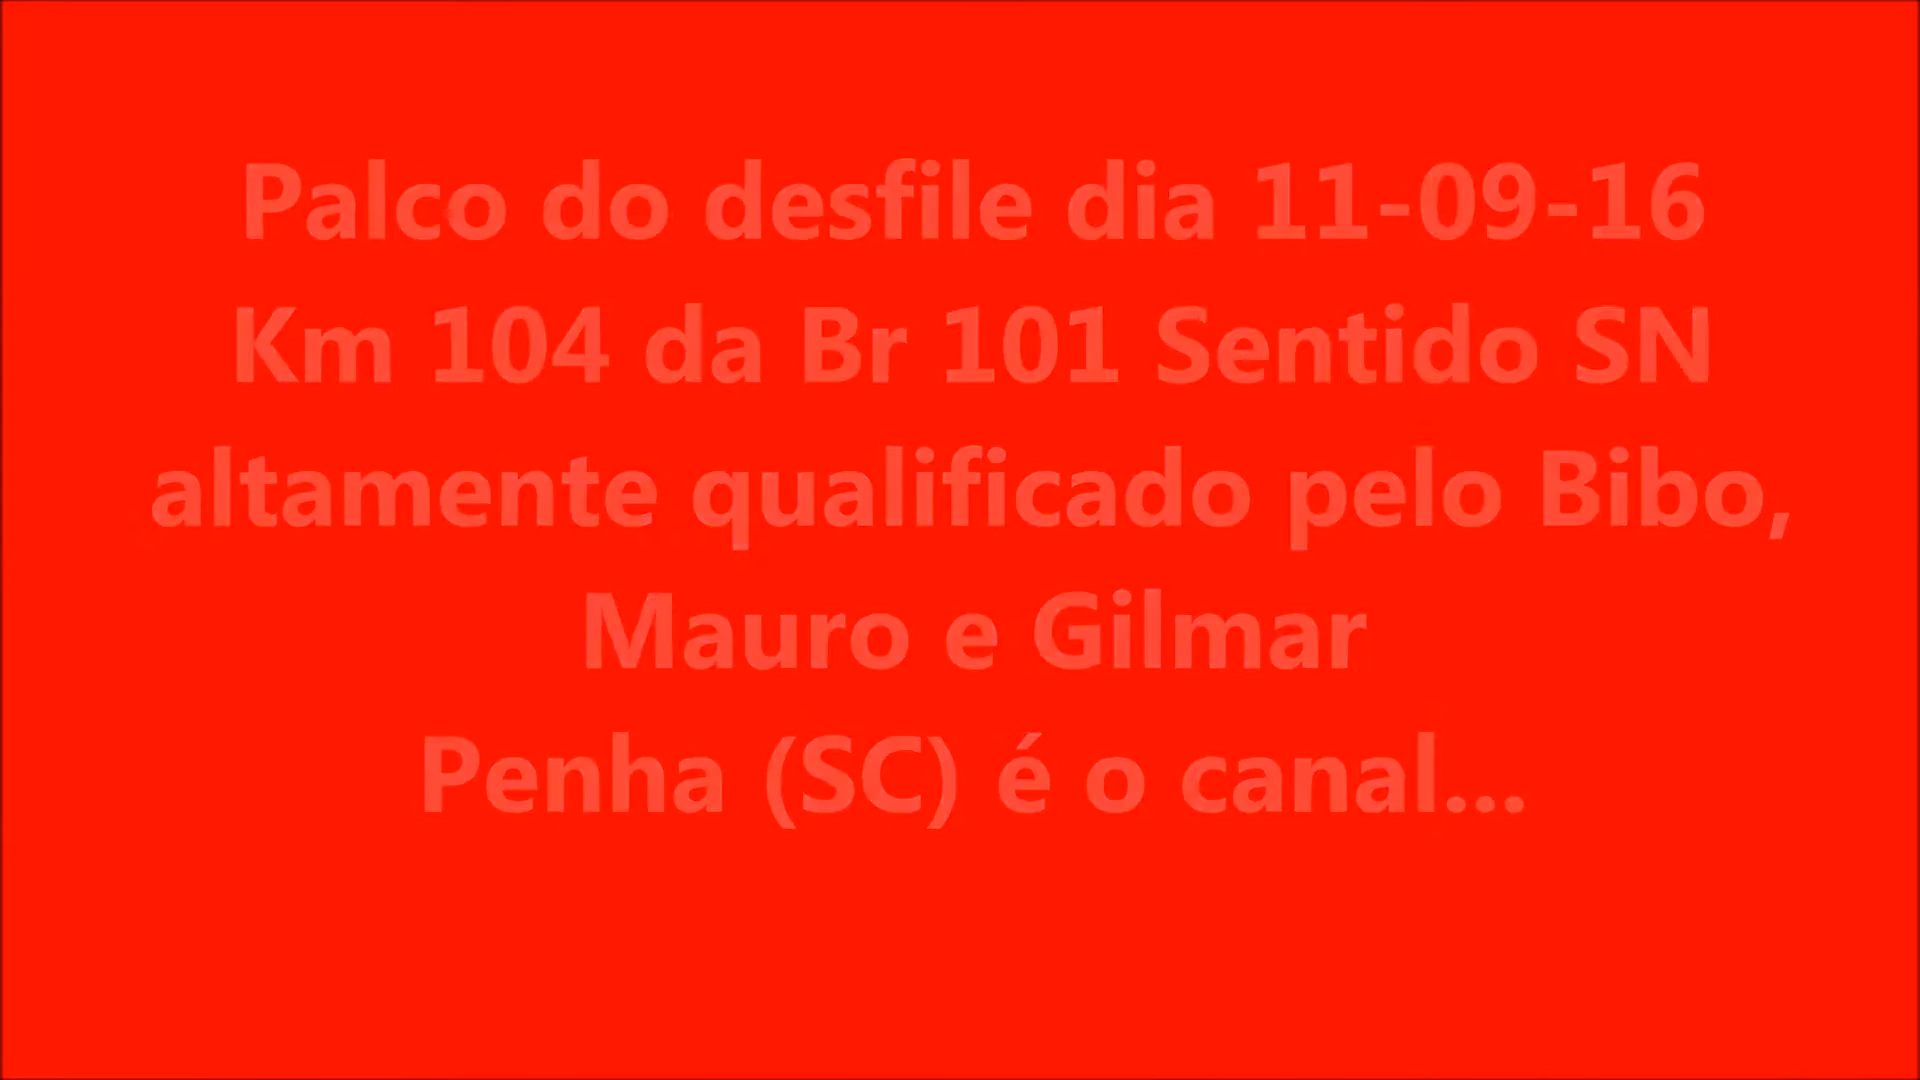 Palco do desfile dia 11-09-16
Km 104 da Br 101 Sentido SN
altamente qualificado pelo Bibo,
Mauro e Gilmar
Penha (SC) é o canal...